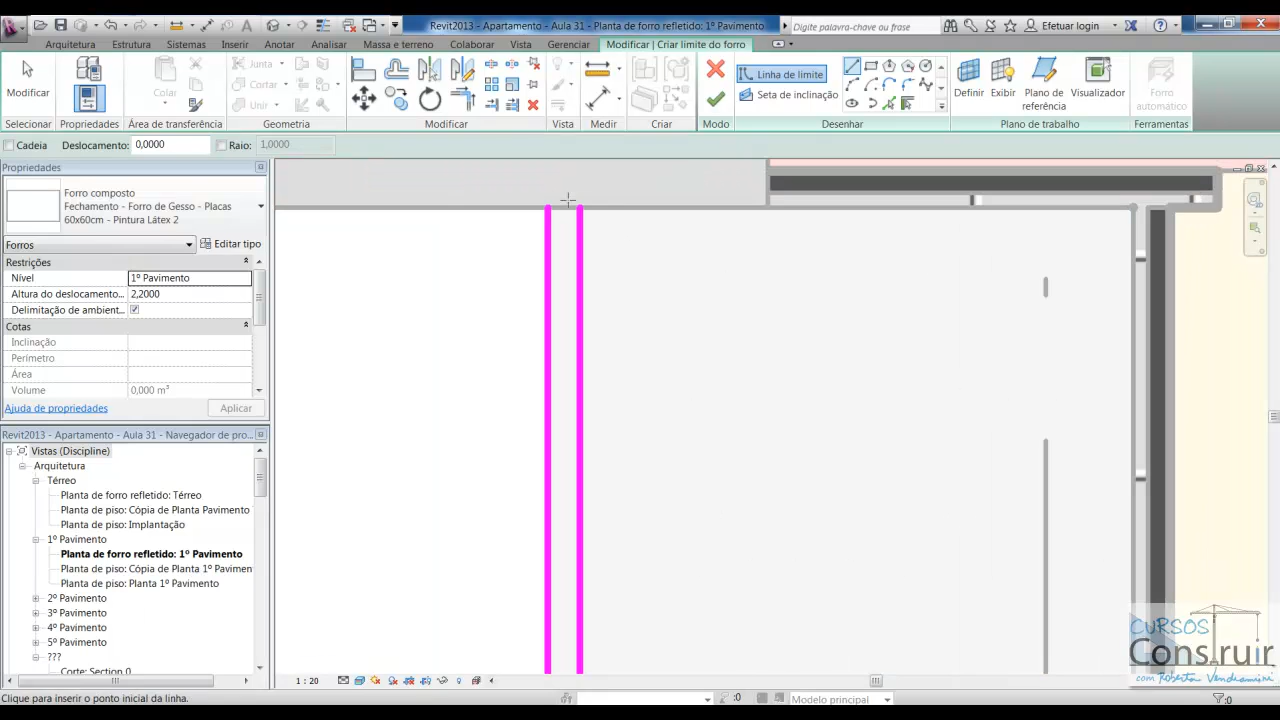 Revit2013 - Apartamento - Aula 31 - Planta de forro refletido: 1º Pavimento
Digite palavra-chave ou frase
Efetuar login
Arquitetura Estrutura Sistemas Inserir Anotar Analisar Massa e terreno Colaborar Vista Gerenciar Modificar | Criar limite do forro
Modificar
Propriedades
Colar
Junta
Cortar
Unir
Linha de limite
Seta de inclinação
Definir
Exibir
Plano de referência
Visualizador
Forro automático
Selecionar Propriedades Área de transferência Geometria Modificar Vista Medir Criar Modo Desenhar Plano de trabalho Ferramentas
Cadeia Deslocamento: 0,0000 Raio: 1,0000
Propriedades
Forro composto
Fechamento - Forro de Gesso - Placas
60x60cm - Pintura Látex 2
Forros Editar tipo
Restrições
Nível 1º Pavimento
Altura do deslocamento... 2,2000
Delimitação de ambient...
Cotas
Inclinação
Perímetro
Área
Volume 0,000 m³
Ajuda de propriedades Aplicar
Revit2013 - Apartamento - Aula 31 - Navegador de pro...
Vistas (Discipline)
Arquitetura
Térreo
Planta de forro refletido: Térreo
Planta de piso: Cópia de Planta Pavimento
Planta de piso: Implantação
1º Pavimento
Planta de forro refletido: 1º Pavimento
Planta de piso: Cópia de Planta 1º Pavimen
Planta de piso: Planta 1º Pavimento
2º Pavimento
3º Pavimento
4º Pavimento
5º Pavimento
???
Corte: Section 0
1 : 20
Clique para inserir o ponto inicial da linha.
:0
Modelo principal
:0
CURSOS
Construir
com Roberta Vendramini